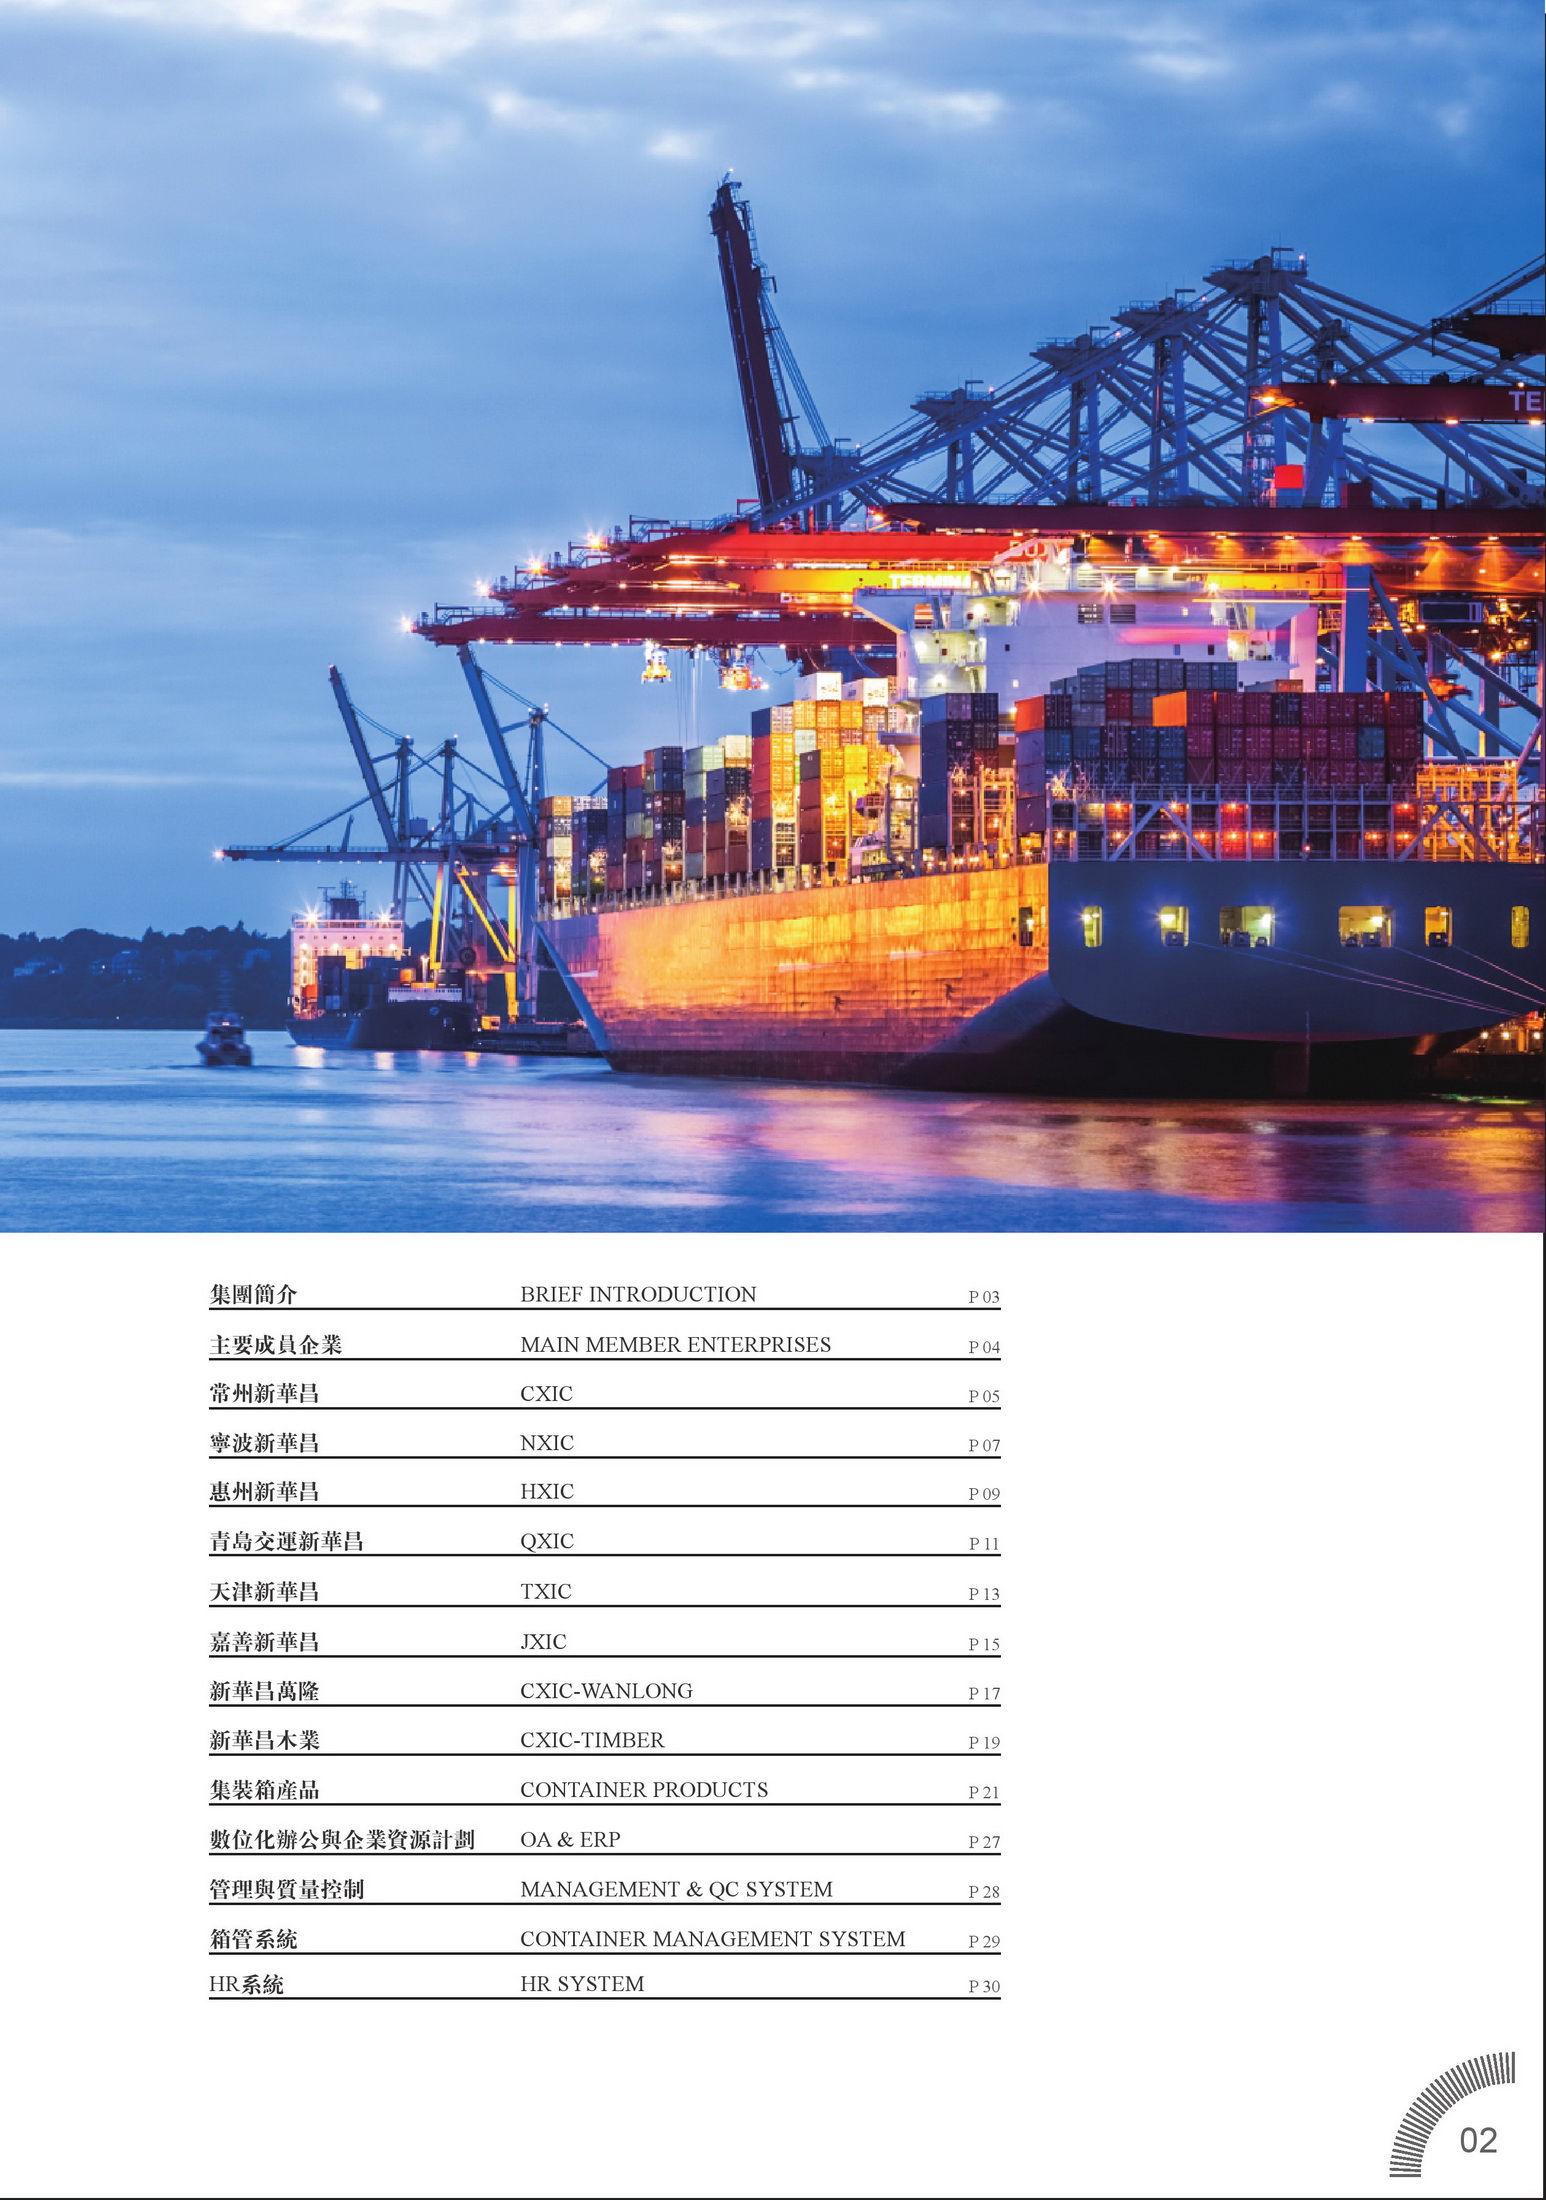 TE
TERMINA
集團簡介 BRIEF INTRODUCTION P 03
主要成員企業 MAIN MEMBER ENTERPRISES P 04
常州新華昌 CXIC P 05
寧波新華昌 NXIC P 07
惠州新華昌 HXIC P 09
青島交運新華昌 QXIC P 11
天津新華昌 TXIC P 13
嘉善新華昌 JXIC P 15
新華昌萬隆 CXIC-WANLONG P 17
新華昌木業 CXIC-TIMBER P 19
集裝箱產品 CONTAINER PRODUCTS P 21
數位化辦公與企業資源計劃 OA & ERP P 27
管理與質量控制 MANAGEMENT & QC SYSTEM P 28
箱管系統 CONTAINER MANAGEMENT SYSTEM P 29
HR系統 HR SYSTEM P 30
02